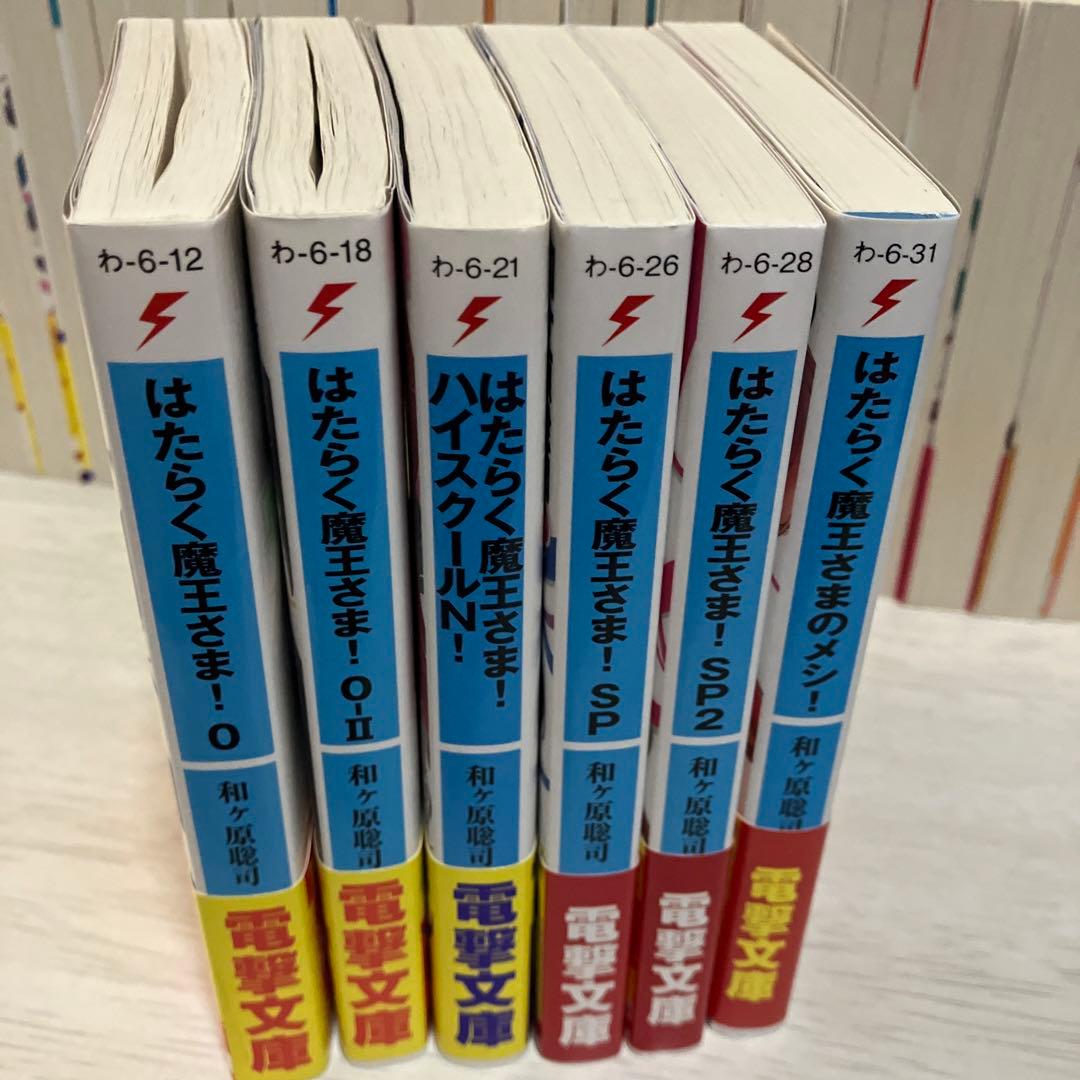 わ-6-12
はたらく魔王さま! 0
和ヶ原聡司
電撃文庫
わ-6-18
はたらく魔王さま! 0-II
和ヶ原聡司
電撃文庫
わ-6-21
はたらく魔王さま!
ハイスクールN!
和ヶ原聡司
電撃文庫
わ-6-26
はたらく魔王さま! SP
和ヶ原聡司
電撃文庫
わ-6-28
はたらく魔王さま! SP2
和ヶ原聡司
電撃文庫
わ-6-31
はたらく魔王さまのメシ!
和ヶ原聡司
電撃文庫